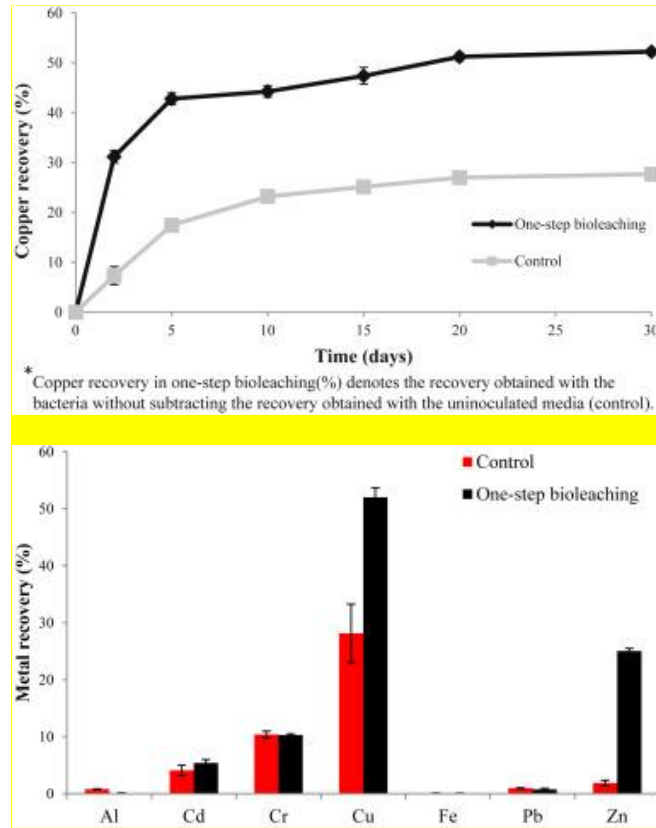 60
50
40
30
20
10
0
Copper recovery (%)
One-step bioleaching
Control
0 5 10 15 20 25 30
Time (days)
*Copper recovery in one-step bioleaching(%) denotes the recovery obtained with the
bacteria without subtracting the recovery obtained with the uninoculated media (control).
60
50
40
30
20
10
0
Metal recovery (%)
Control
One-step bioleaching
Al Cd Cr Cu Fe Pb Zn